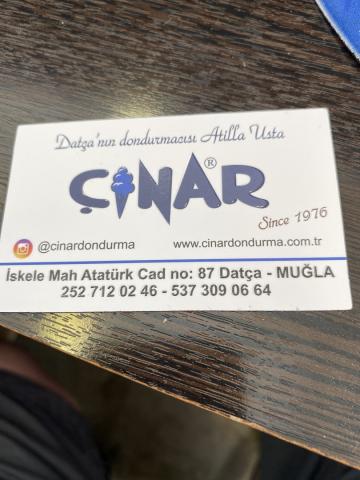 Datça'nın dondurmacısı Atilla Usta
ÇINAR®
Since 1976
@cinardondurma www.cinardondurma.com.tr
İskele Mah Atatürk Cad no: 87 Datça - MUĞLA
252 712 02 46 - 537 309 06 64